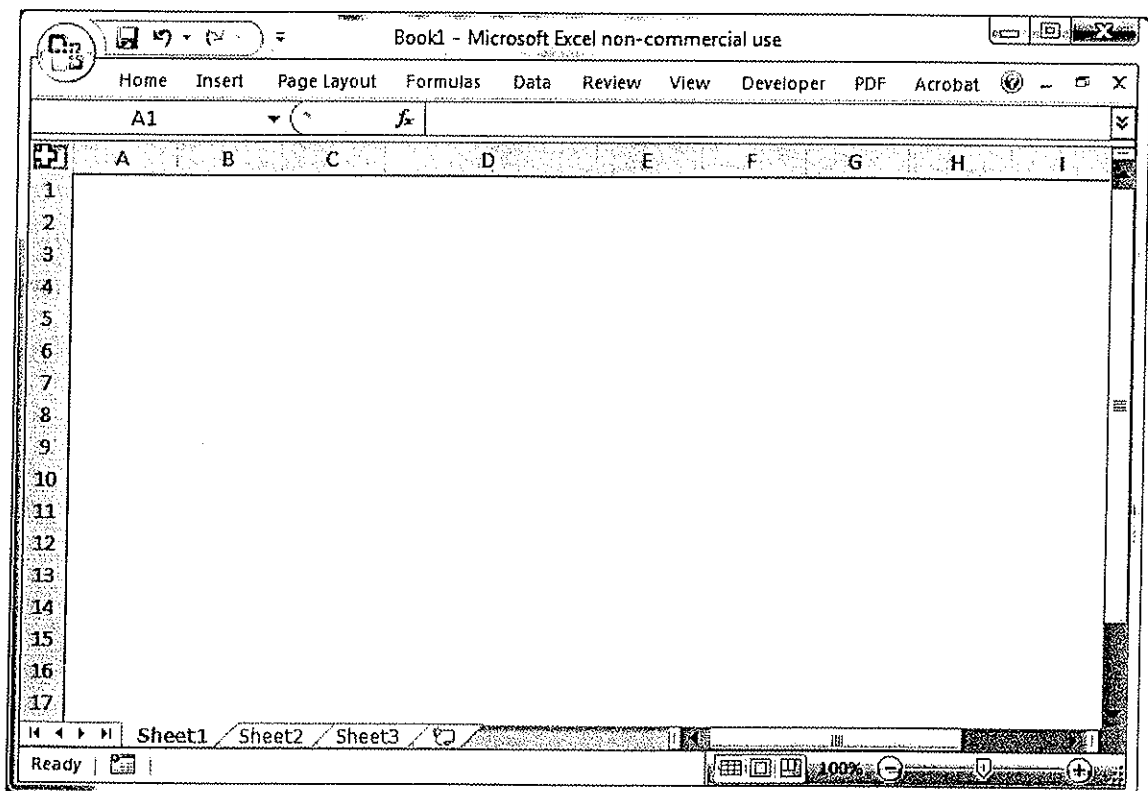 Book1 - Microsoft Excel non-commercial use
Home Insert Page Layout Formulas Data Review View Developer PDF Acrobat
A1 fx
A B C D E F G H I
1
2
3
4
5
6
7
8
9
10
11
12
13
14
15
16
17
Sheet1 Sheet2 Sheet3
Ready 100%